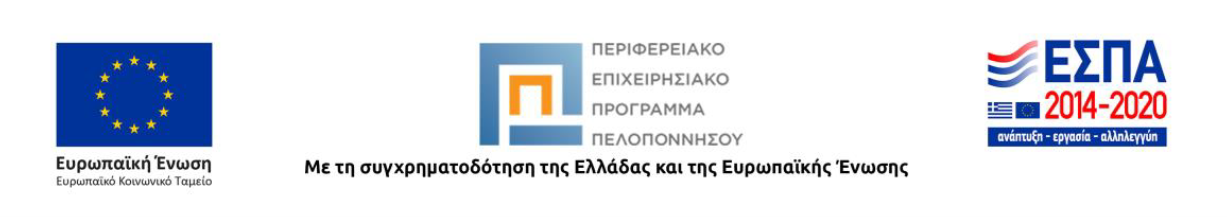 Ευρωπαϊκή Ένωση
Ευρωπαϊκό Κοινωνικό Ταμείο
ΠΕΡΙΦΕΡΕΙΑΚΟ
ΕΠΙΧΕΙΡΗΣΙΑΚΟ
ΠΡΟΓΡΑΜΜΑ
ΠΕΛΟΠΟΝΝΗΣΟΥ
Με τη συγχρηματοδότηση της Ελλάδας και της Ευρωπαϊκής Ένωσης
ΕΣΠΑ
2014-2020
ανάπτυξη - εργασία - αλληλεγγύη